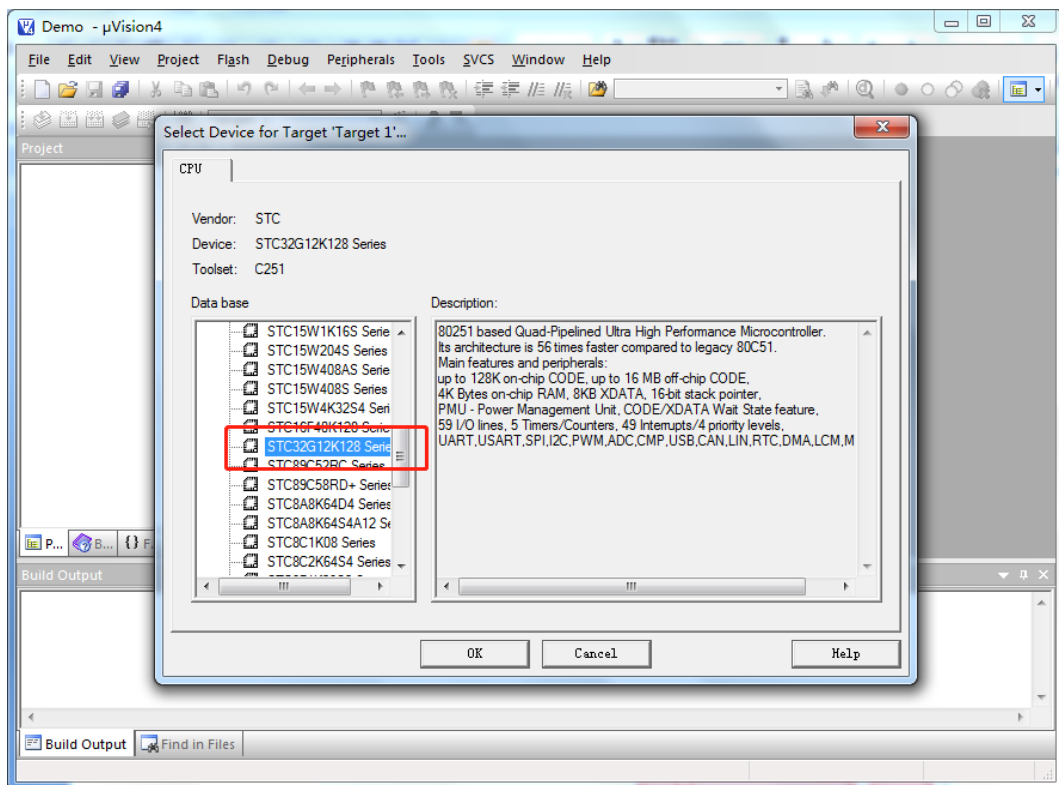 Demo - µVision4
File Edit View Project Flash Debug Peripherals Tools SVCS Window Help
Project
Select Device for Target 'Target 1'...
CPU
Vendor: STC
Device: STC32G12K128 Series
Toolset: C251
Data base
Description:
STC15W1K16S Serie
STC15W204S Series
STC15W408AS Serie
STC15W408S Series
STC15W4K32S4 Seri
STC16F40K128 Serie
STC32G12K128 Serie
STC89C52RC Series
STC89C58RD+ Series
STC8A8K64D4 Series
STC8A8K64S4A12 Se
STC8C1K08 Series
STC8C2K64S4 Series
80251 based Quad-Pipelined Ultra High Performance Microcontroller.
Its architecture is 56 times faster compared to legacy 80C51.
Main features and peripherals:
up to 128K on-chip CODE, up to 16 MB off-chip CODE,
4K Bytes on-chip RAM, 8KB XDATA, 16-bit stack pointer,
PMU - Power Management Unit, CODE/XDATA Wait State feature,
59 I/O lines, 5 Timers/Counters, 49 Interrupts/4 priority levels,
UART,USART,SPI,I2C,PWM,ADC,CMP,USB,CAN,LIN,RTC,DMA,LCM,M
OK Cancel Help
P... B... {} F
Build Output
Build Output Find in Files